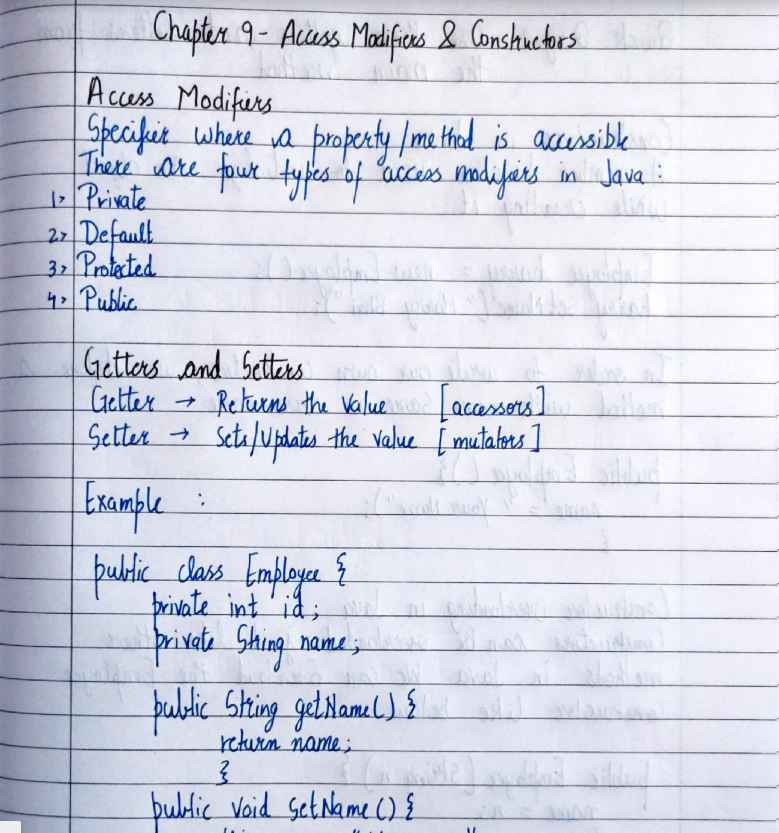 Chapter 9 - Access Modifiers & Constructors
Access Modifiers
Specifier where a property/method is accessible
There are four types of access modifiers in Java :
1> Private
2> Default
3> Protected
4> Public
Getters and Setters
Getter → Returns the value [accessors]
Setter → Sets/Updates the value [mutators]
Example :
public class Employee {
private int id;
private String name;
public String getName() {
return name;
}
public void setName() {